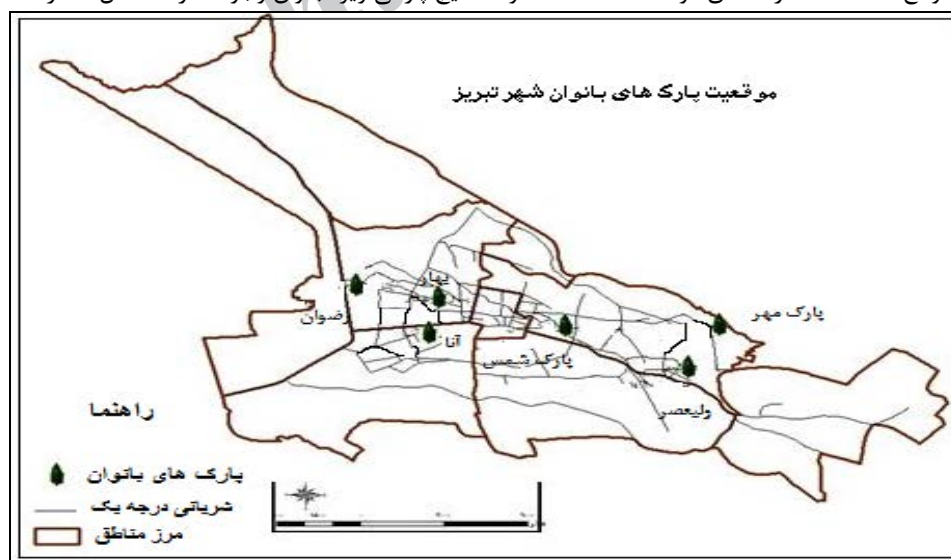 موقعیت پارک های بانوان شهر تبریز
بهار
رضوان
آنا
پارک مهر
پارک شمس
ولیعصر
راهنما
پارک های بانوان
شریانی درجه یک
مرز مناطق